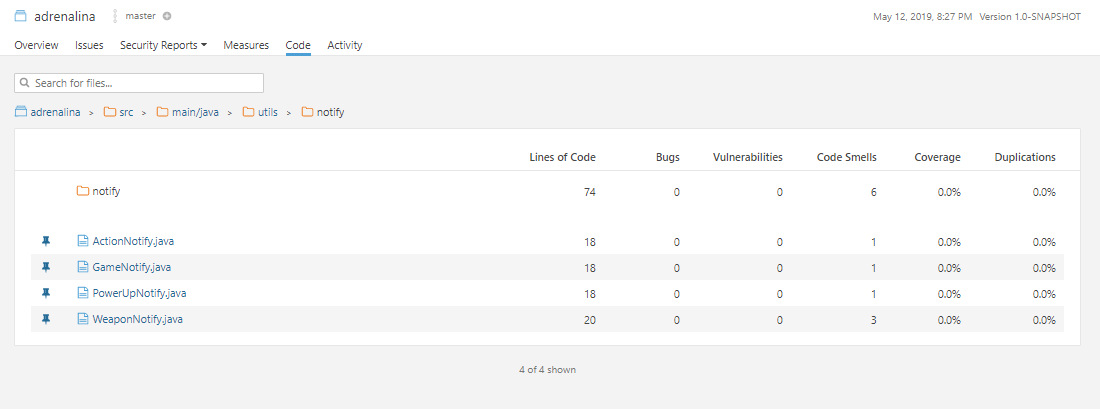 adrenalina master May 12, 2019, 8:27 PM Version 1.0-SNAPSHOT
Overview Issues Security Reports Measures Code Activity
Search for files...
adrenalina > src > main/java > utils > notify
Lines of Code Bugs Vulnerabilities Code Smells Coverage Duplications
notify 74 0 0 6 0.0% 0.0%
ActionNotify.java 18 0 0 1 0.0% 0.0%
GameNotify.java 18 0 0 1 0.0% 0.0%
PowerUpNotify.java 18 0 0 1 0.0% 0.0%
WeaponNotify.java 20 0 0 3 0.0% 0.0%
4 of 4 shown